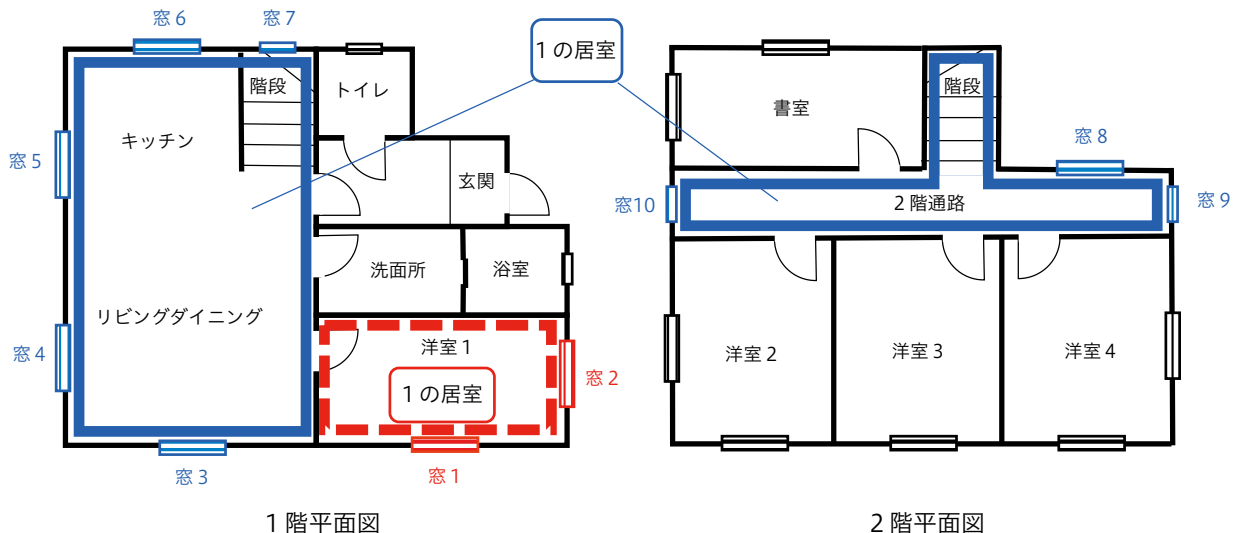 窓６
窓７
１の居室
階段
トイレ
キッチン
窓５
玄関
洗面所
浴室
リビングダイニング
窓４
洋室１
１の居室
窓２
窓３
窓１
１階平面図
階段
書室
窓８
窓10
２階通路
窓９
洋室２
洋室３
洋室４
２階平面図